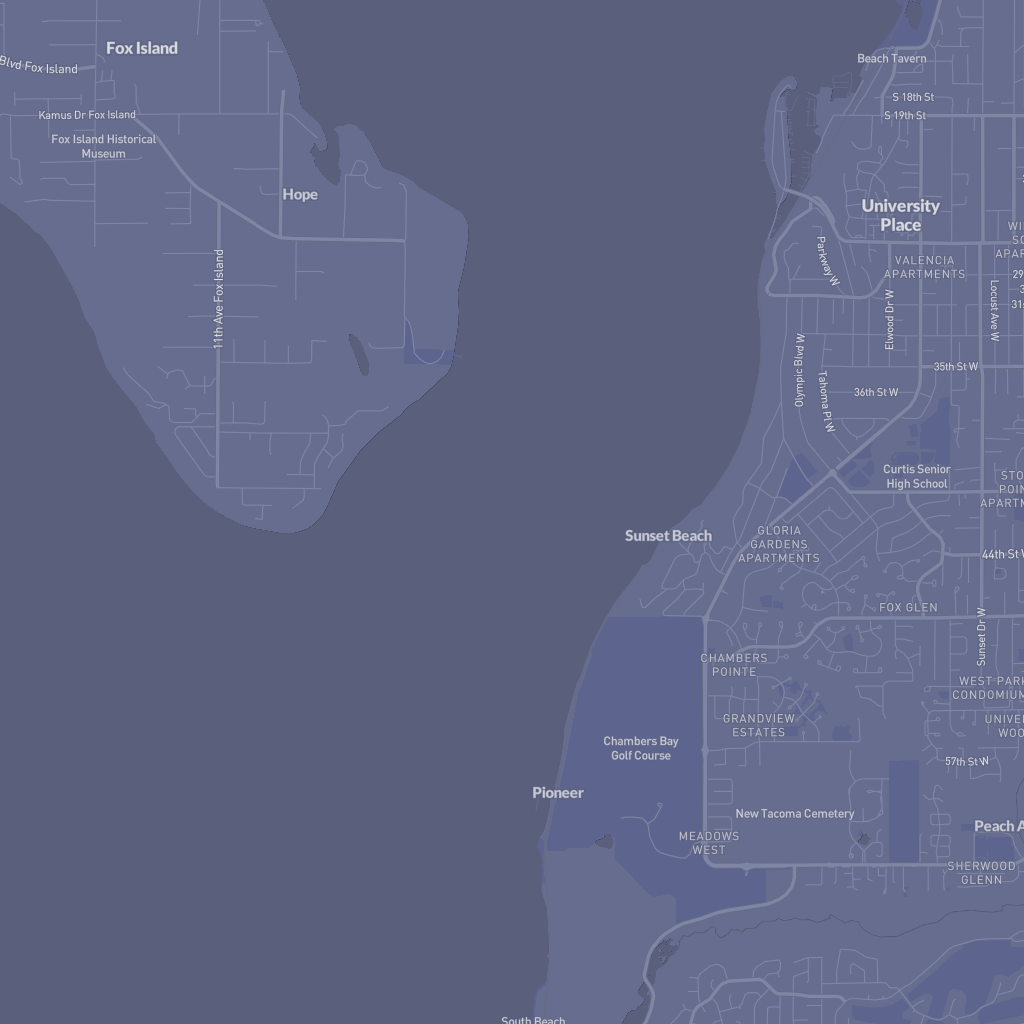 Fox Island
Blvd Fox Island
Kamus Dr Fox Island
Fox Island Historical
Museum
Hope
11th Ave Fox Island
Beach Tavern
S 18th St
S 19th St
University
Place
VALENCIA
APARTMENTS
Parkway W
Elwood Dr W
Locust Ave W
Olympic Blvd W
Tahoma Pl W
35th St W
36th St W
Curtis Senior
High School
Sunset Beach
GLORIA
GARDENS
APARTMENTS
44th St W
FOX GLEN
Sunset Dr W
CHAMBERS
POINTE
WEST PARK
CONDOMIUM
GRANDVIEW
ESTATES
Chambers Bay
Golf Course
57th St W
Pioneer
New Tacoma Cemetery
MEADOWS
WEST
Peach A
SHERWOOD
GLENN
South Beach